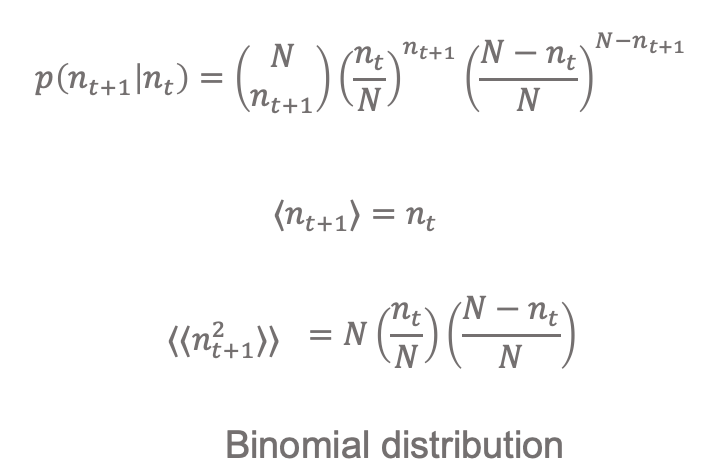 p(n_{t+1}|n_t) = \binom{N}{n_{t+1}} \left(\frac{n_t}{N}\right)^{n_{t+1}} \left(\frac{N-n_t}{N}\right)^{N-n_{t+1}}
⟨n_{t+1}⟩ = n_t
⟨⟨n_{t+1}^2⟩⟩ = N \left(\frac{n_t}{N}\right) \left(\frac{N-n_t}{N}\right)
Binomial distribution